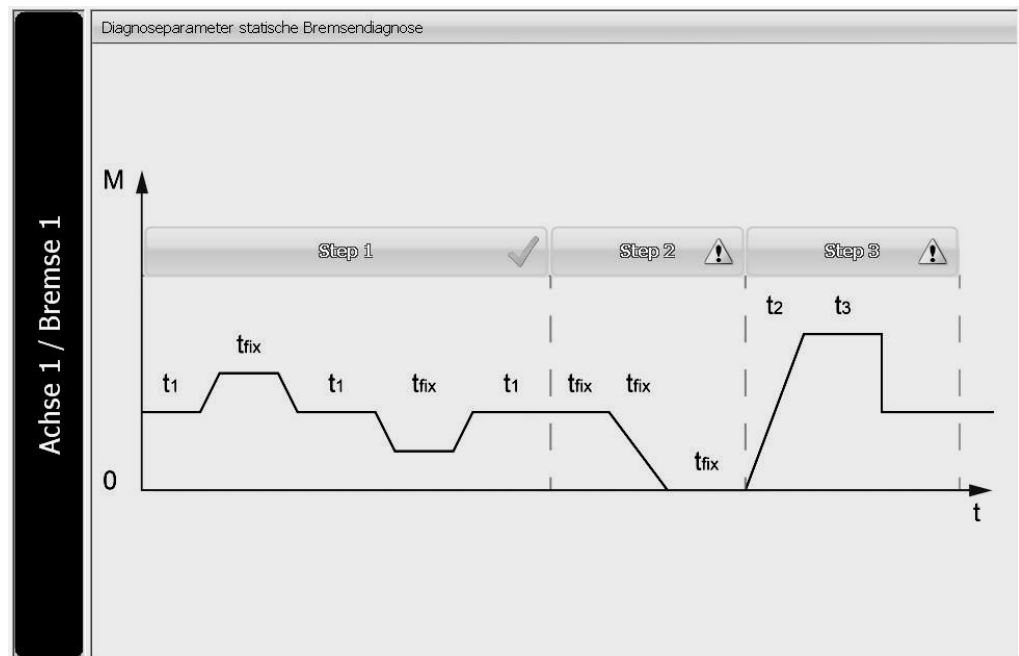 Diagnoseparameter statische Bremsendiagnose
Achse 1 / Bremse 1
M
Step 1
Step 2
Step 3
t2 t3
tfix
t1 t1 tfix t1 tfix tfix
tfix
0
t